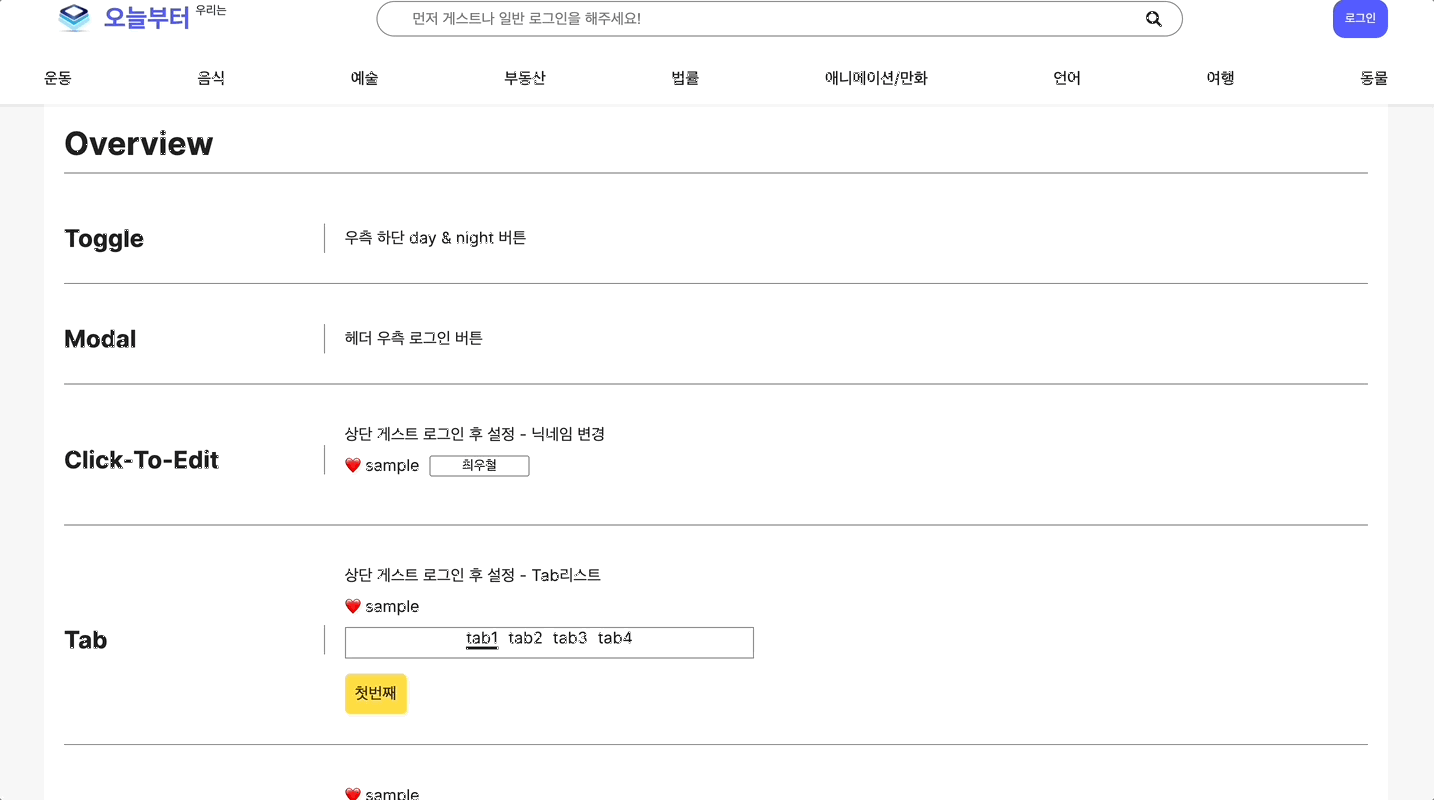 오늘부터 우리는
먼저 게스트나 일반 로그인을 해주세요!
로그인
운동 음식 예술 부동산 법률 애니메이션/만화 언어 여행 동물
Overview
Toggle
우측 하단 day & night 버튼
Modal
헤더 우측 로그인 버튼
Click-To-Edit
상단 게스트 로그인 후 설정 - 닉네임 변경
❤️ sample 최우철
Tab
상단 게스트 로그인 후 설정 - Tab리스트
❤️ sample
tab1 tab2 tab3 tab4
첫번째
❤️ sample